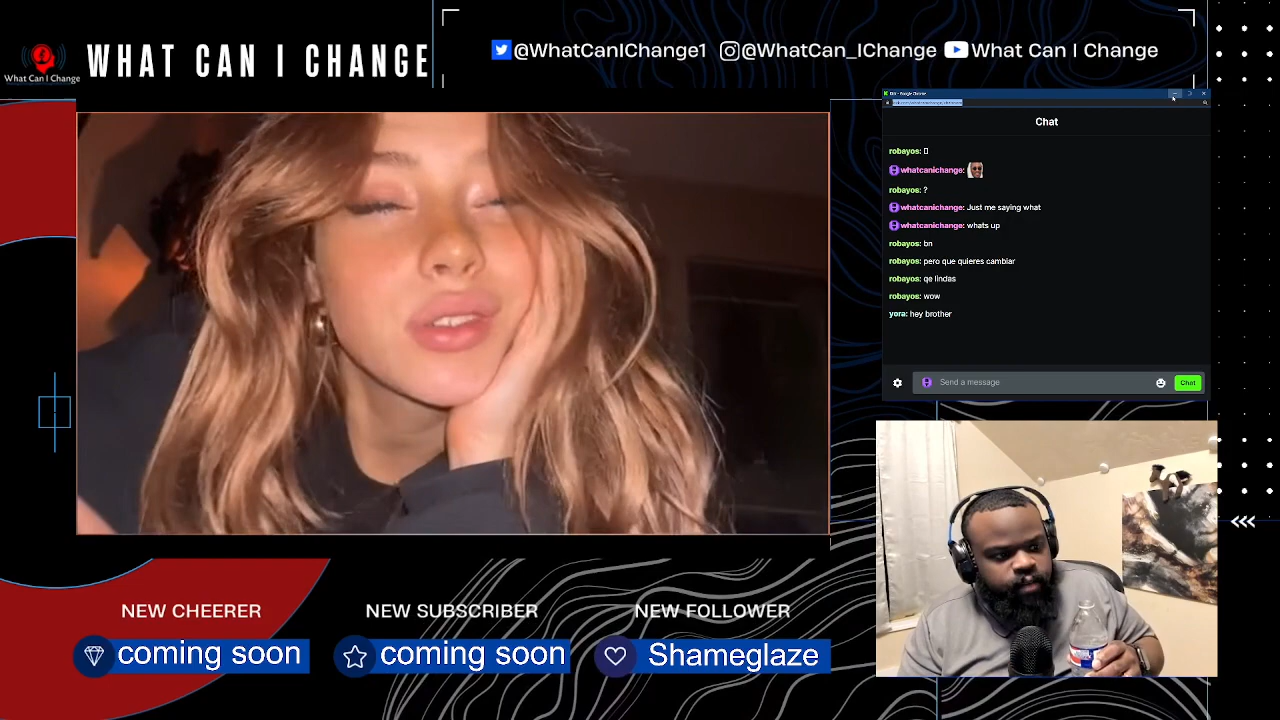 What Can I Change
WHAT CAN I CHANGE
@WhatCanIChange1 @WhatCan_IChange What Can I Change
Chat
robayos:
whatcanichange:
robayos: ?
whatcanichange: Just me saying what
whatcanichange: whats up
robayos: bn
robayos: pero que quieres cambiar
robayos: qe lindas
robayos: wow
yora: hey brother
Send a message
Chat
NEW CHEERER
coming soon
NEW SUBSCRIBER
coming soon
NEW FOLLOWER
Shameglaze